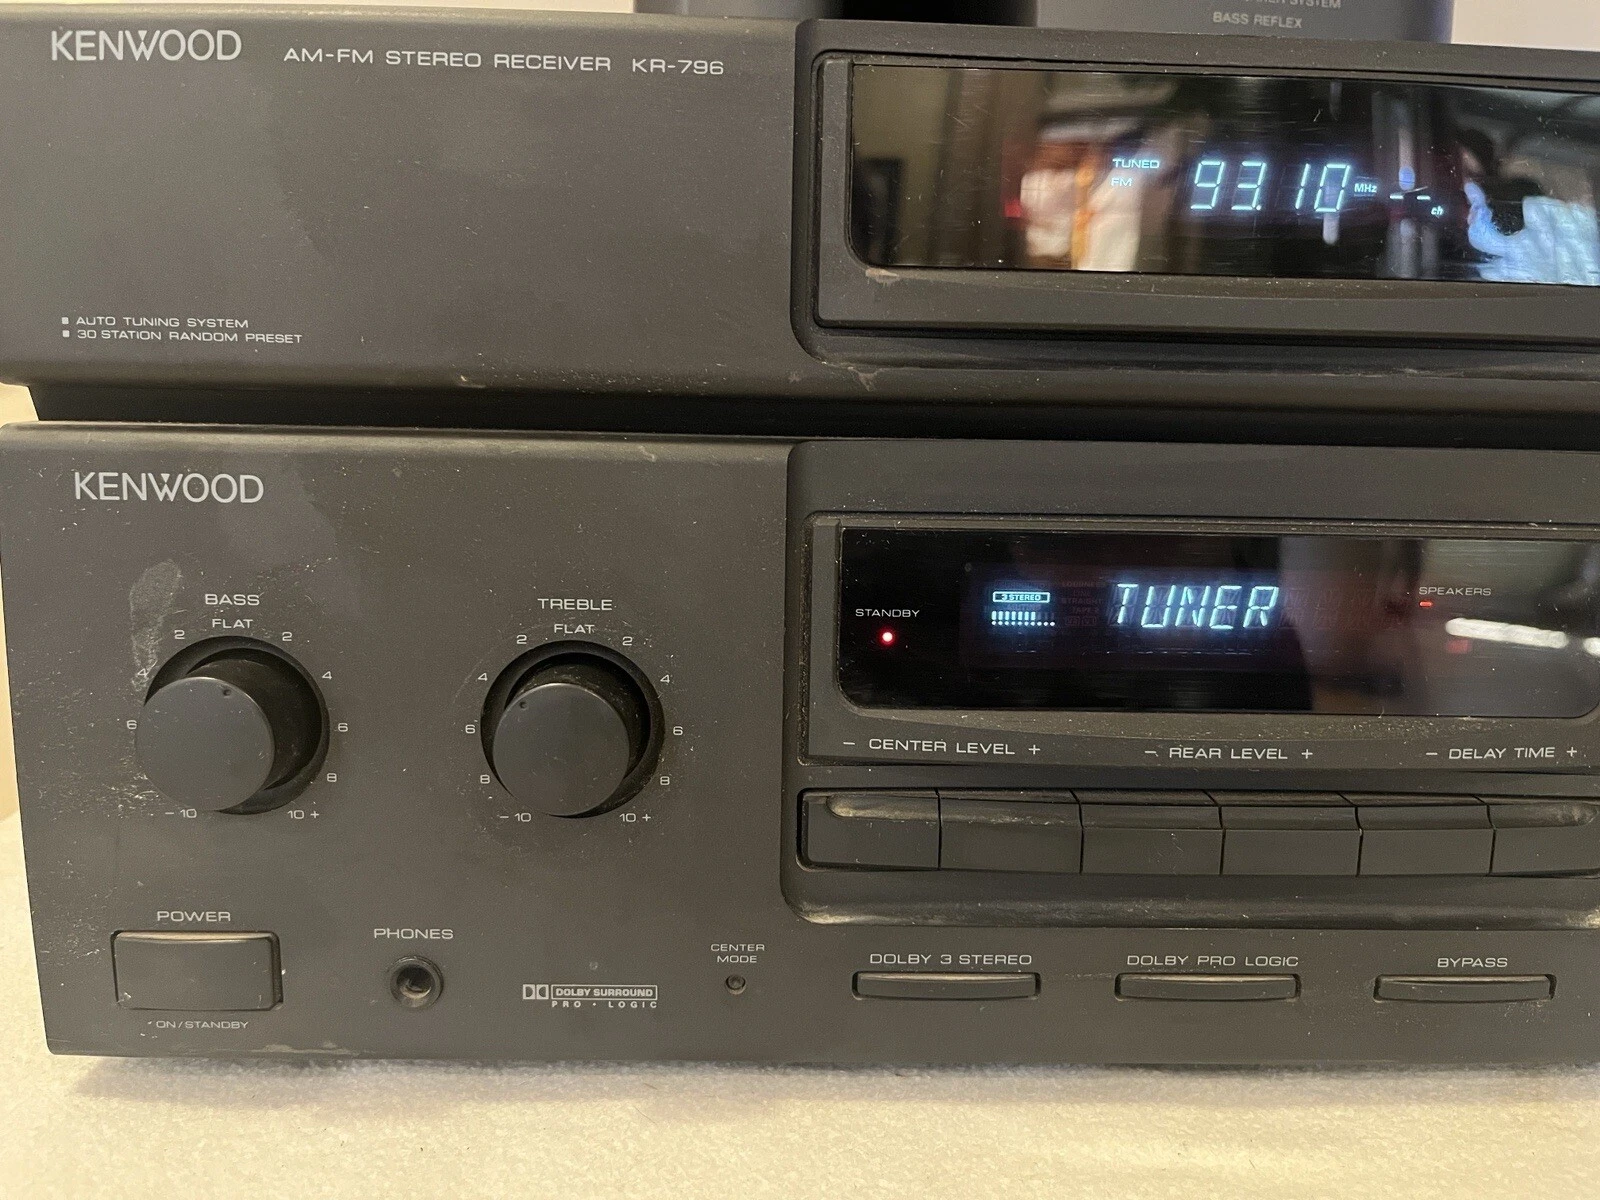 SYSTEM
BASS REFLEX
KENWOOD AM-FM STEREO RECEIVER KR-796
TUNED
FM
93.10 MHz -- ch
AUTO TUNING SYSTEM
30 STATION RANDOM PRESET
KENWOOD
BASS
FLAT
2 2
4 4
6 6
8
- 10 10 +
TREBLE
FLAT
2 2
4 4
6 6
8 8
- 10 10 +
STANDBY
3 STEREO
TUNER
SPEAKERS
- CENTER LEVEL +
- REAR LEVEL +
- DELAY TIME +
POWER
ON/STANDBY
PHONES
DOLBY SURROUND
PRO · LOGIC
CENTER
MODE
DOLBY 3 STEREO
DOLBY PRO LOGIC
BYPASS